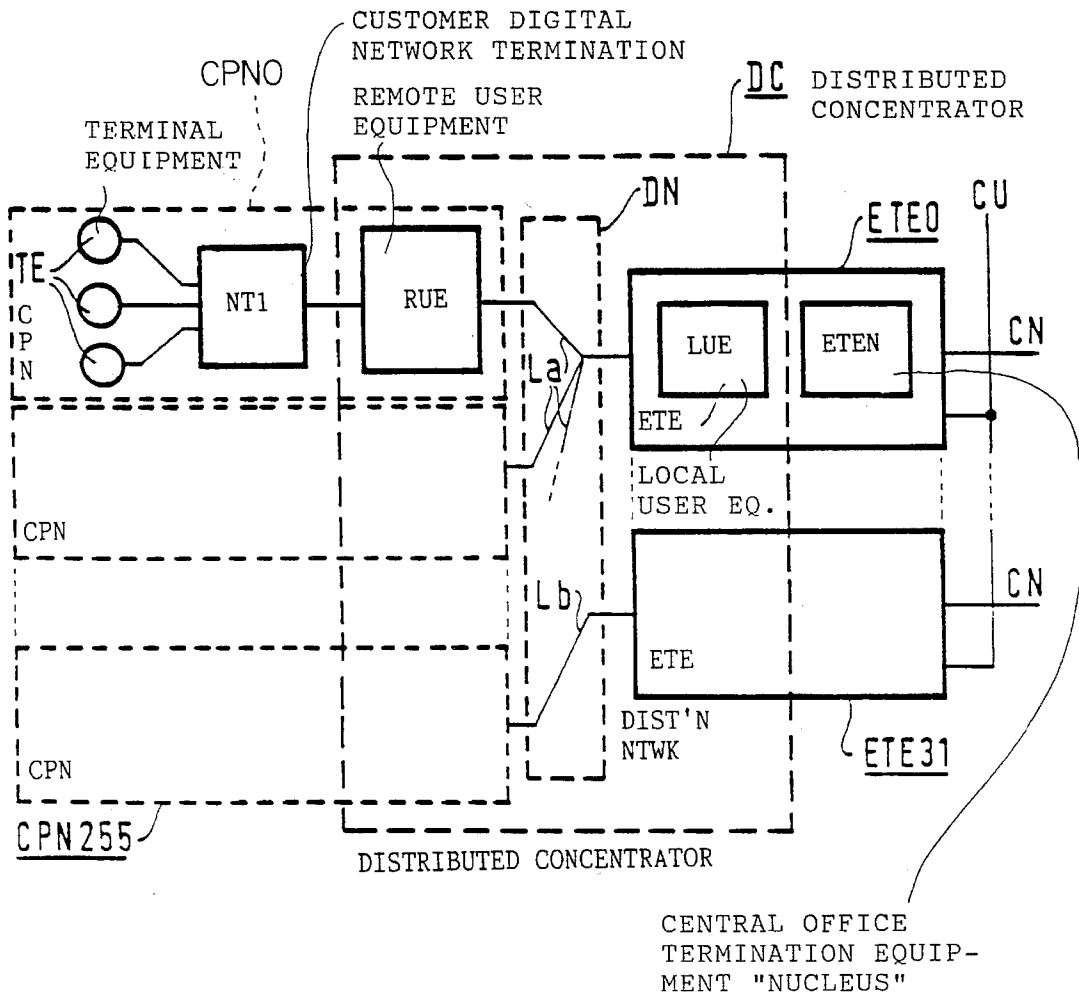 CUSTOMER DIGITAL
NETWORK TERMINATION
CPNO
DC DISTRIBUTED
CONCENTRATOR
REMOTE USER
EQUIPMENT
TERMINAL
EQUIPMENT
DN
CU
ETE0
TE
CPN
NT1
RUE
LUE
ETEN
CN
La
ETE
LOCAL
USER EQ.
CPN
Lb
CN
ETE
DIST'N
NTWK
ETE31
CPN
CPN255
DISTRIBUTED CONCENTRATOR
CENTRAL OFFICE
TERMINATION EQUIP-
MENT "NUCLEUS"